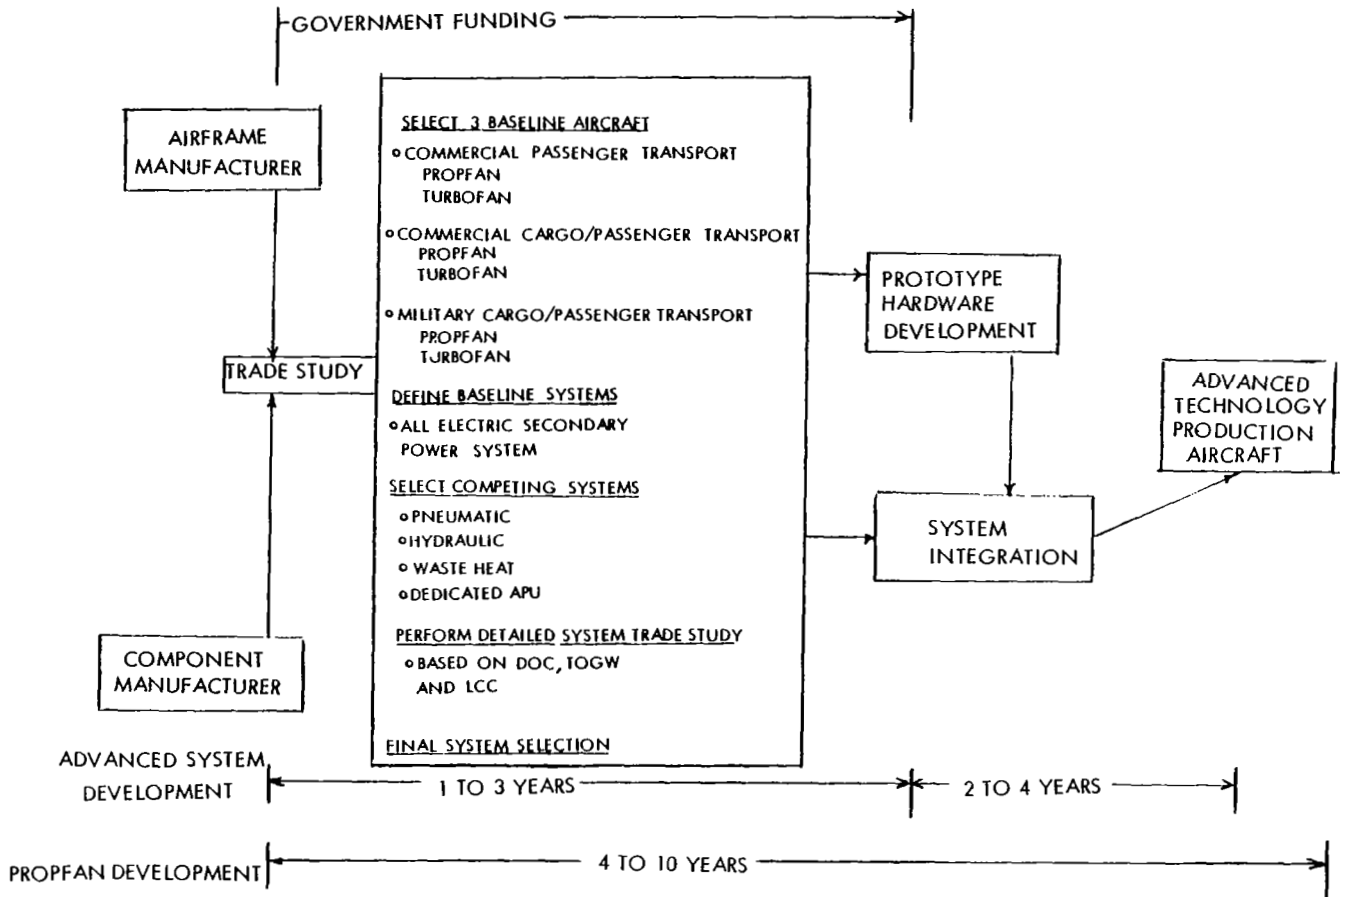 GOVERNMENT FUNDING
AIRFRAME
MANUFACTURER
TRADE STUDY
COMPONENT
MANUFACTURER
SELECT 3 BASELINE AIRCRAFT
COMMERCIAL PASSENGER TRANSPORT
PROPFAN
TURBOFAN
COMMERCIAL CARGO/PASSENGER TRANSPORT
PROPFAN
TURBOFAN
MILITARY CARGO/PASSENGER TRANSPORT
PROPFAN
TURBOFAN
DEFINE BASELINE SYSTEMS
ALL ELECTRIC SECONDARY
POWER SYSTEM
SELECT COMPETING SYSTEMS
PNEUMATIC
HYDRAULIC
WASTE HEAT
DEDICATED APU
PERFORM DETAILED SYSTEM TRADE STUDY
BASED ON DOC, TOGW
AND LCC
FINAL SYSTEM SELECTION
PROTOTYPE
HARDWARE
DEVELOPMENT
SYSTEM
INTEGRATION
ADVANCED
TECHNOLOGY
PRODUCTION
AIRCRAFT
ADVANCED SYSTEM
DEVELOPMENT
1 TO 3 YEARS
2 TO 4 YEARS
PROPFAN DEVELOPMENT
4 TO 10 YEARS